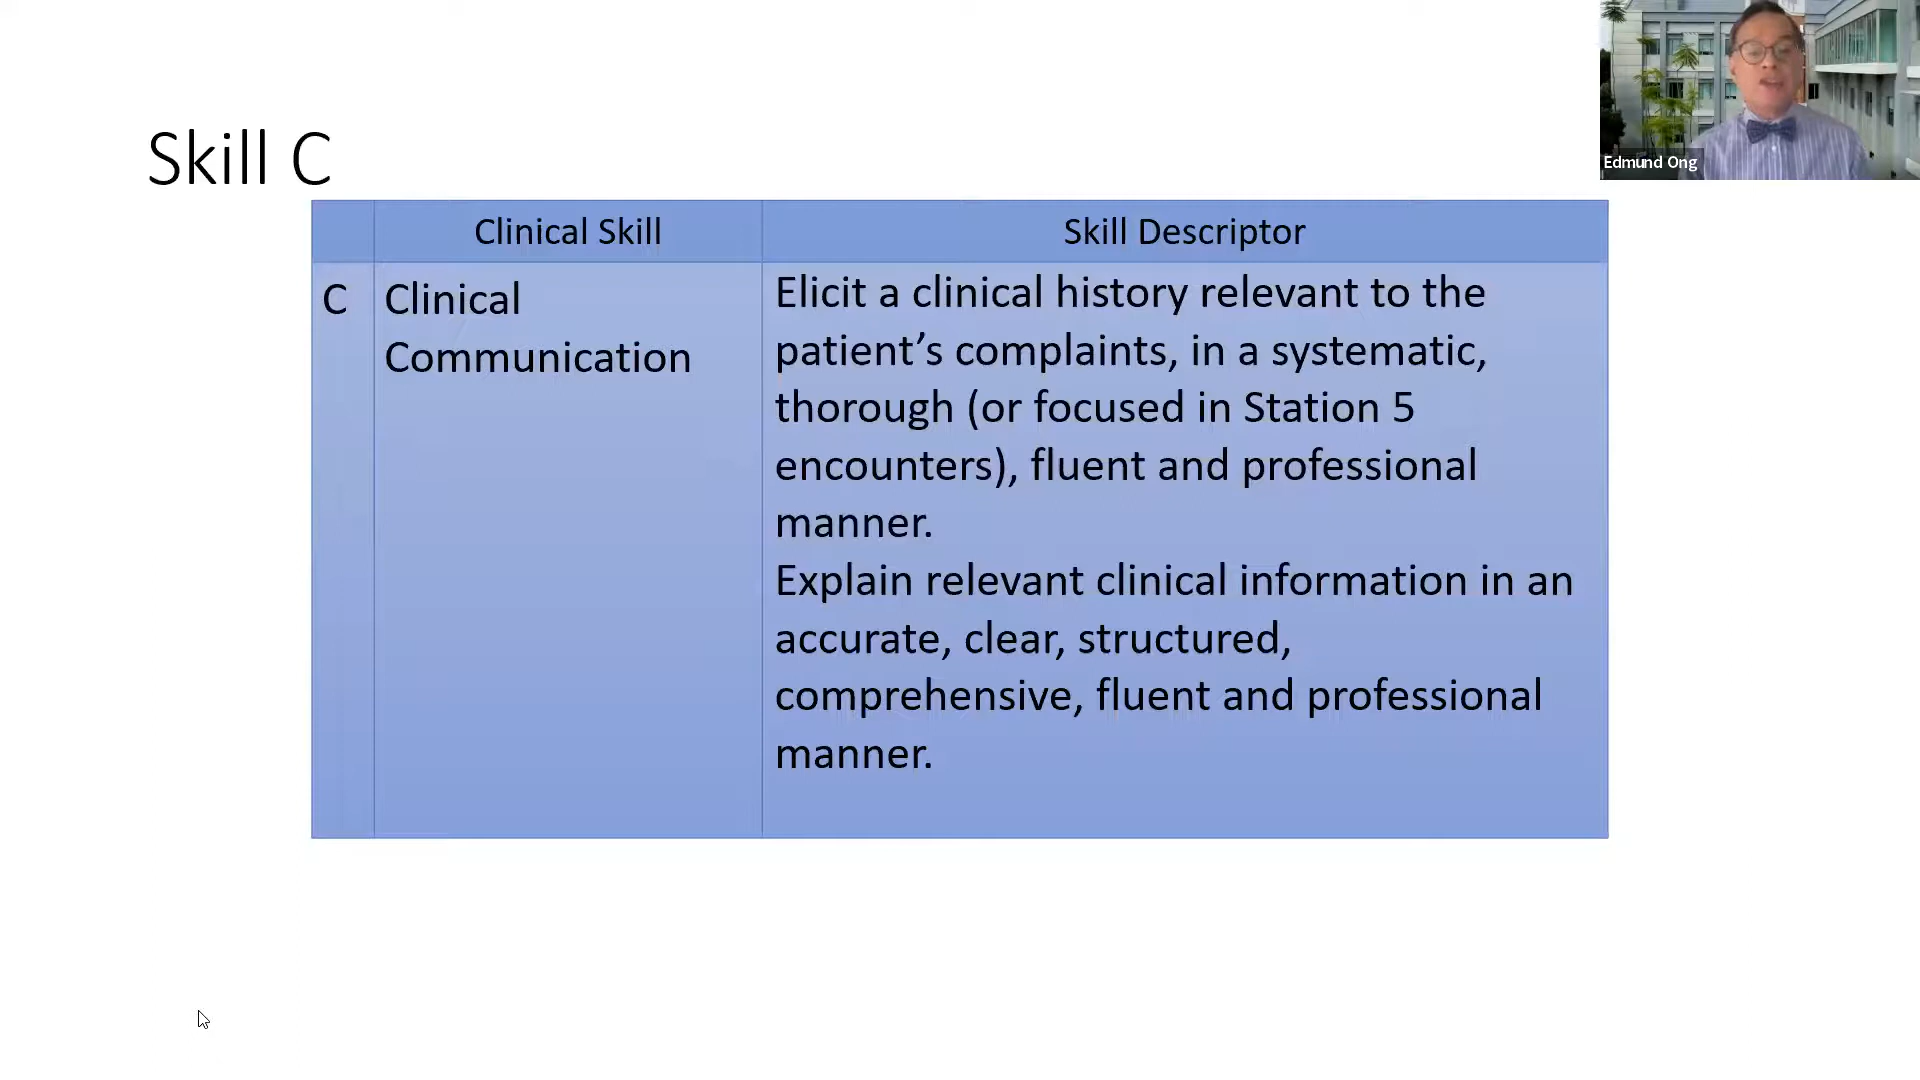 Edmund Ong
Skill C
Clinical Skill
Skill Descriptor
C
Clinical
Communication
Elicit a clinical history relevant to the
patient’s complaints, in a systematic,
thorough (or focused in Station 5
encounters), fluent and professional
manner.
Explain relevant clinical information in an
accurate, clear, structured,
comprehensive, fluent and professional
manner.